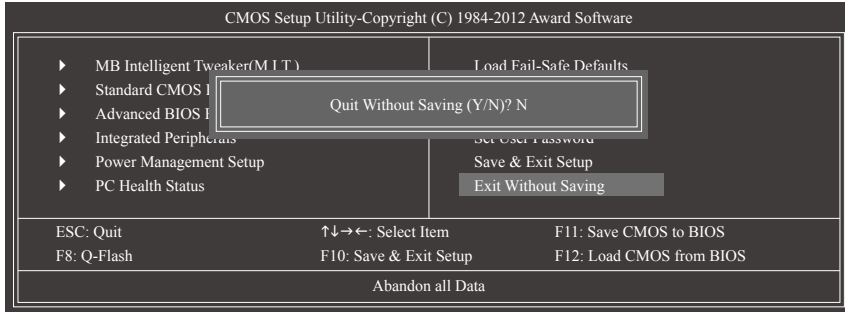 CMOS Setup Utility-Copyright (C) 1984-2012 Award Software
MB Intelligent Tweaker(M.I.T.)
Standard CMOS
Advanced BIOS
Integrated Peripherals
Power Management Setup
PC Health Status
Load Fail-Safe Defaults
Set User Password
Save & Exit Setup
Exit Without Saving
Quit Without Saving (Y/N)? N
ESC: Quit
↑↓→←: Select Item
F11: Save CMOS to BIOS
F8: Q-Flash
F10: Save & Exit Setup
F12: Load CMOS from BIOS
Abandon all Data